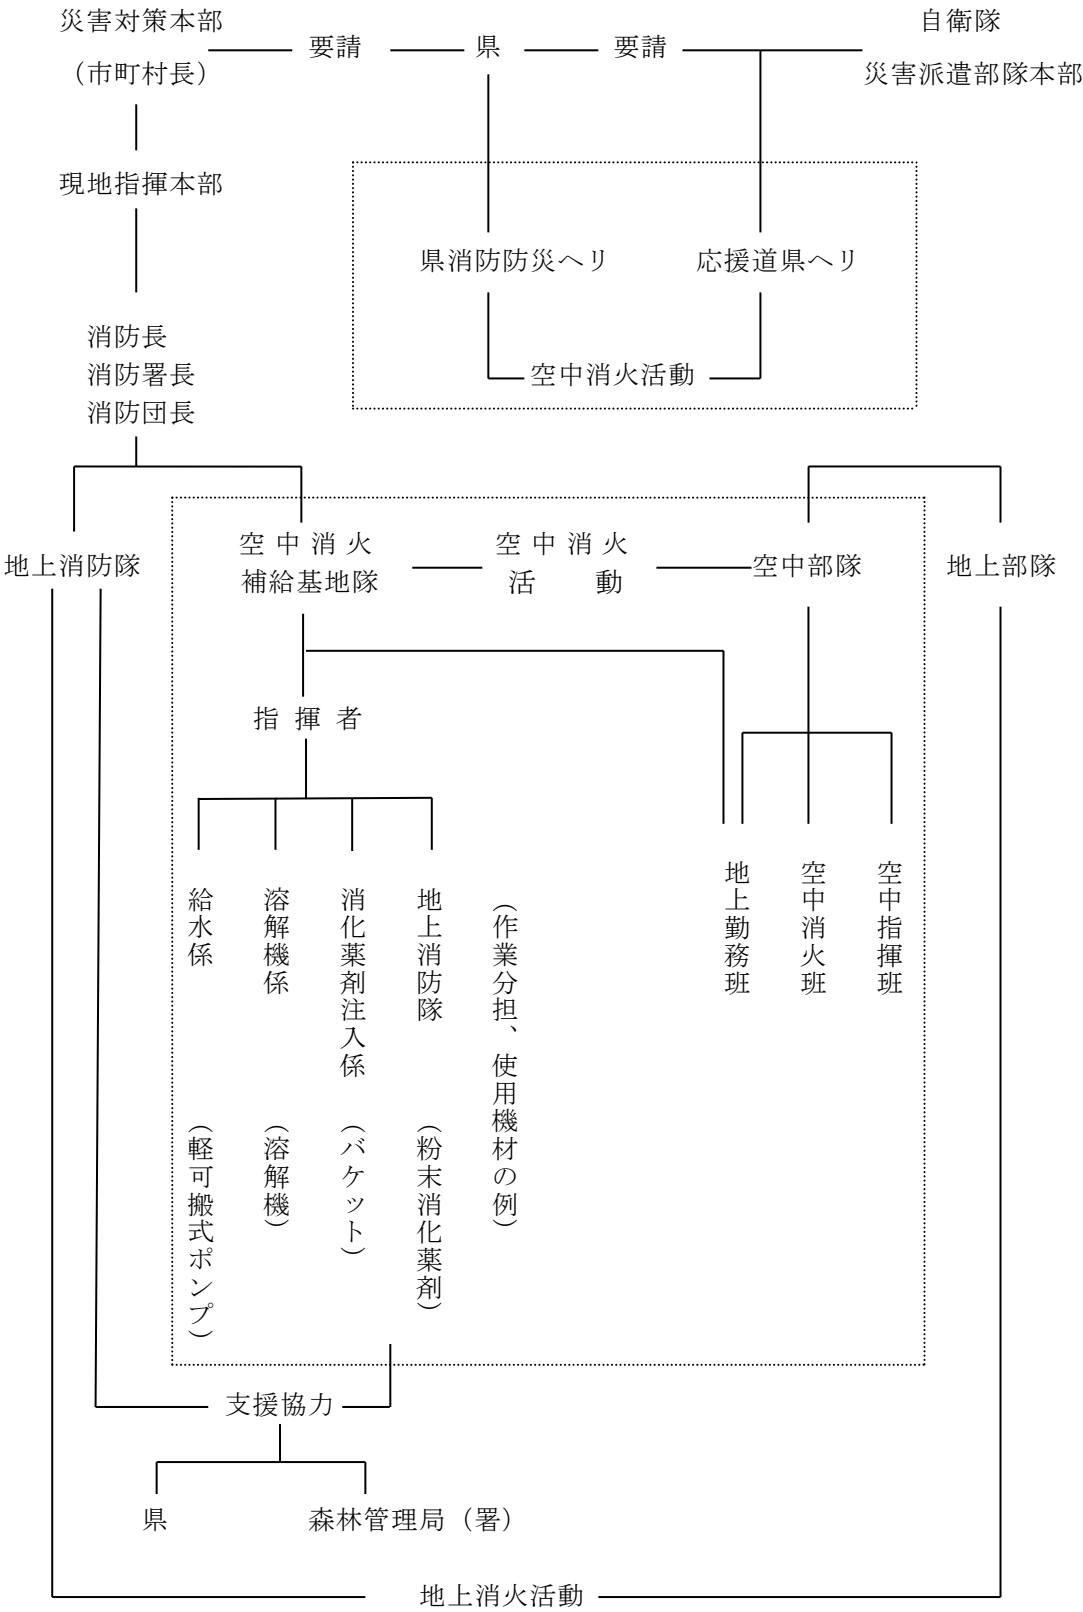 災害対策本部
（市町村長）
要請
県
要請
自衛隊
災害派遣部隊本部
現地指揮本部
県消防防災ヘリ
応援道県ヘリ
空中消火活動
消防長
消防署長
消防団長
地上消防隊
空中消火
補給基地隊
空中消火
活動
空中部隊
地上部隊
指揮者
給水係
（軽可搬式ポンプ）
溶解機係
（溶解機）
消化薬剤注入係
（バケット）
地上消防隊
（粉末消化薬剤）
（作業分担、使用機材の例）
地上勤務班
空中消火班
空中指揮班
支援協力
県
森林管理局（署）
地上消火活動